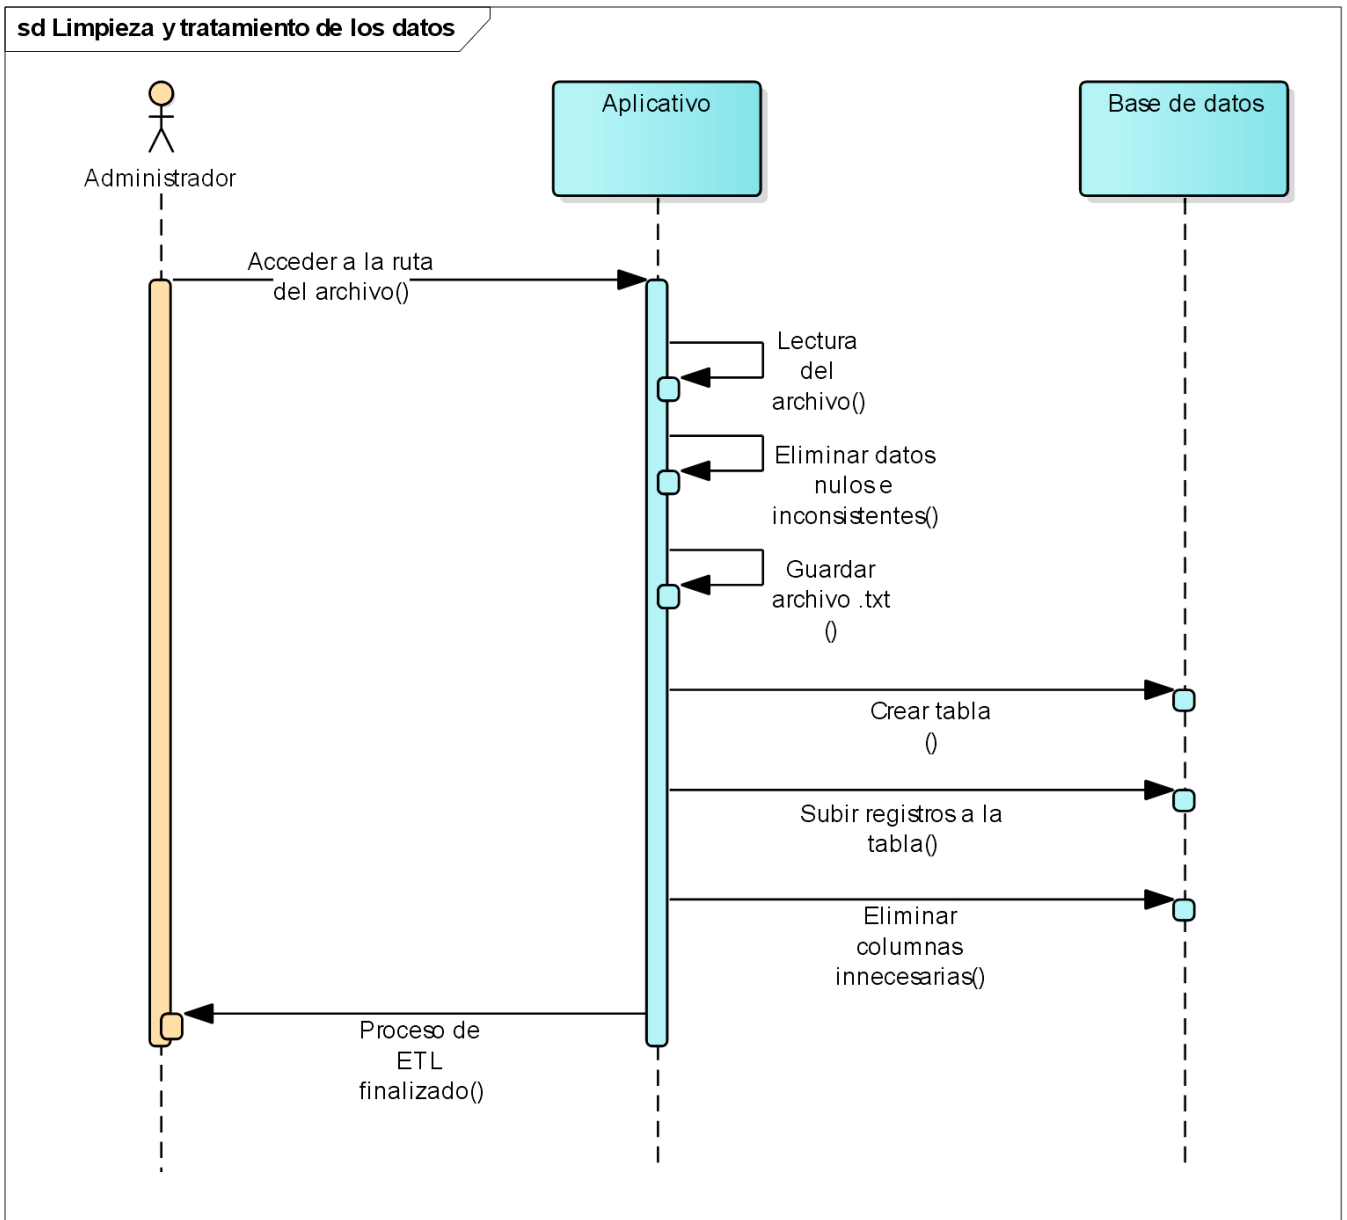 sd Limpieza y tratamiento de los datos
Administrador
Aplicativo
Base de datos
Acceder a la ruta
del archivo()
Lectura
del
archivo()
Eliminar datos
nulos e
inconsistentes()
Guardar
archivo .txt
()
Crear tabla
()
Subir registros a la
tabla()
Eliminar
columnas
innecesarias()
Proceso de
ETL
finalizado()